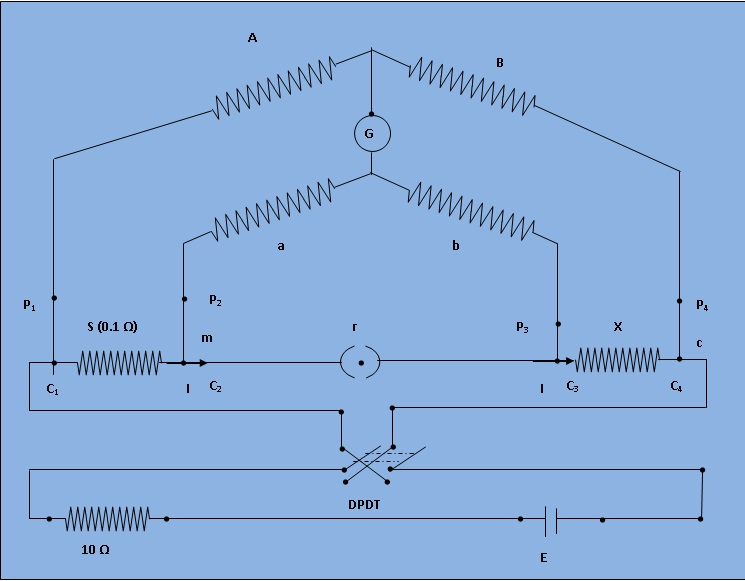 A
B
G
a
b
P₁
P₂
P₃
P₄
S (0.1 Ω)
m
r
X
c
C₁
I
C₂
I
C₃
C₄
DPDT
10 Ω
E